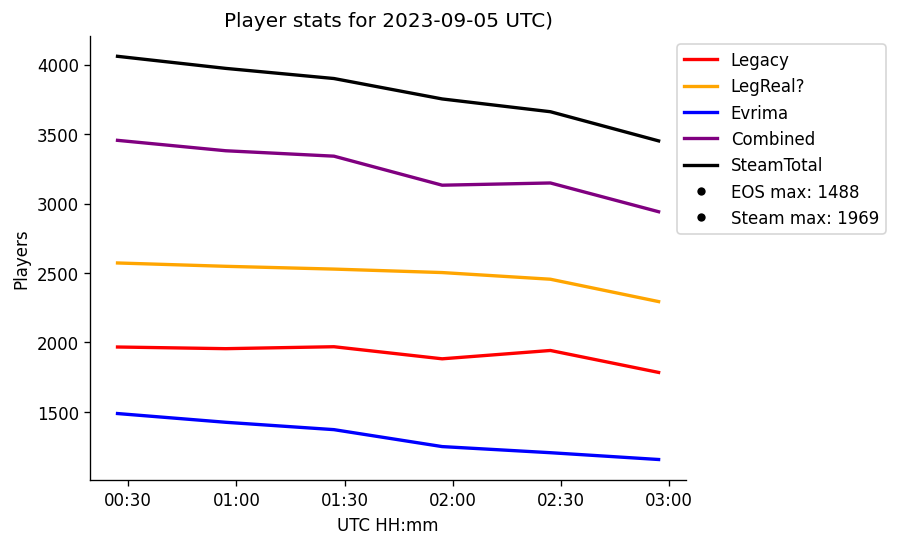 Player stats for 2023-09-05 UTC)
4000
3500
3000
2500
2000
1500
Players
00:30 01:00 01:30 02:00 02:30 03:00
UTC HH:mm
Legacy
LegReal?
Evrima
Combined
SteamTotal
EOS max: 1488
Steam max: 1969